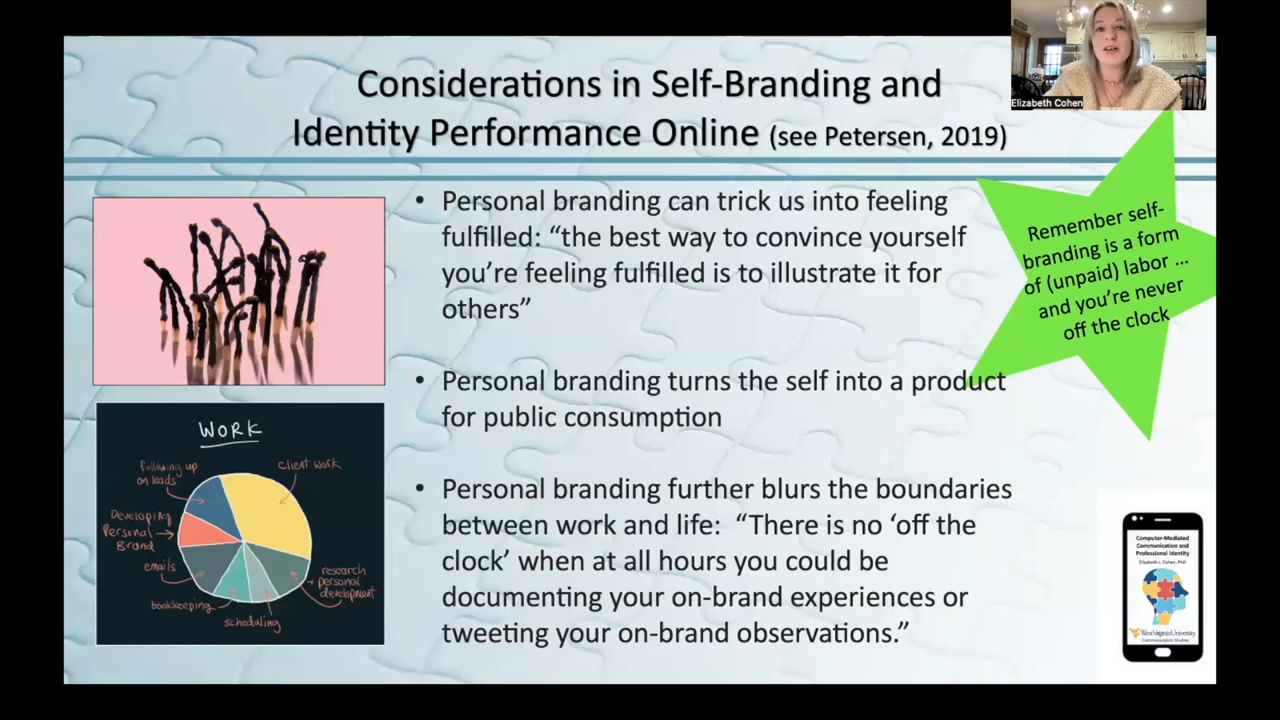 Considerations in Self-Branding and
Identity Performance Online (see Petersen, 2019)
Elizabeth Cohen
• Personal branding can trick us into feeling
fulfilled: “the best way to convince yourself
you’re feeling fulfilled is to illustrate it for
others”
• Personal branding turns the self into a product
for public consumption
• Personal branding further blurs the boundaries
between work and life: “There is no ‘off the
clock’ when at all hours you could be
documenting your on-brand experiences or
tweeting your on-brand observations.”
Remember self-
branding is a form
of (unpaid) labor ...
and you’re never
off the clock
WORK
following up
on leads
client work
Developing
Personal
Brand
emails
bookkeeping
scheduling
research
personal
development
Computer-Mediated
Communication and
Professional Identity
Elizabeth L. Cohen, PhD
West Virginia University
Communication Studies